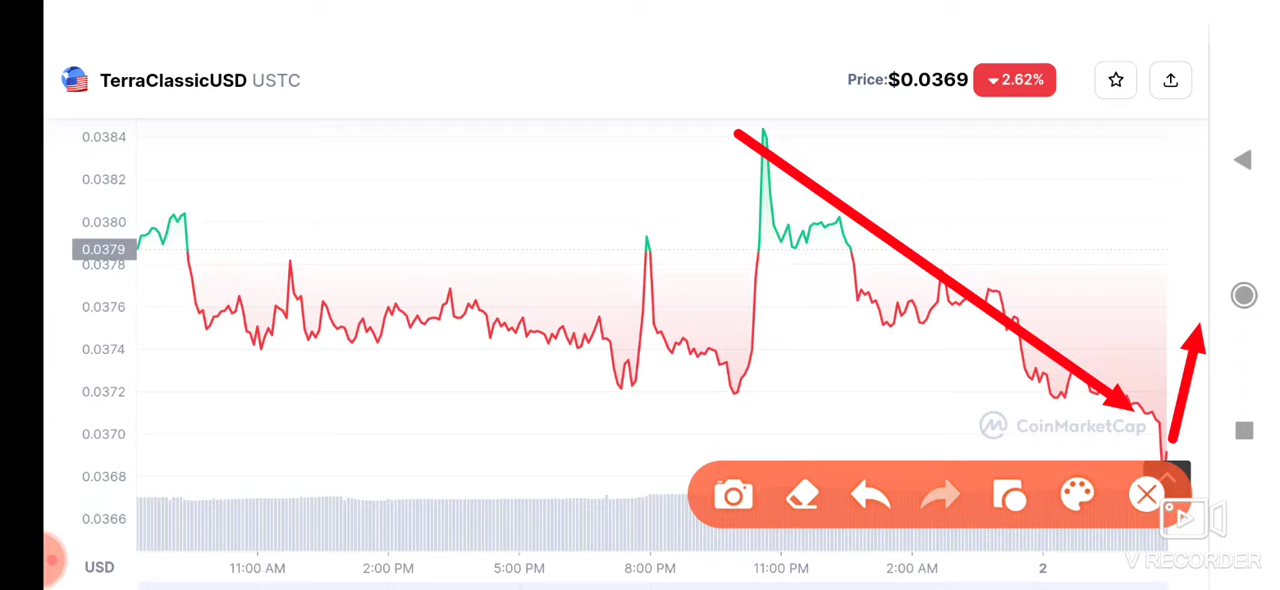 TerraClassicUSD USTC
Price:$0.0369 2.62%
0.0384
0.0382
0.0380
0.0379
0.0378
0.0376
0.0374
0.0372
0.0370
0.0368
0.0366
CoinMarketCap
USD
11:00 AM 2:00 PM 5:00 PM 8:00 PM 11:00 PM 2:00 AM 2
V RECORDER